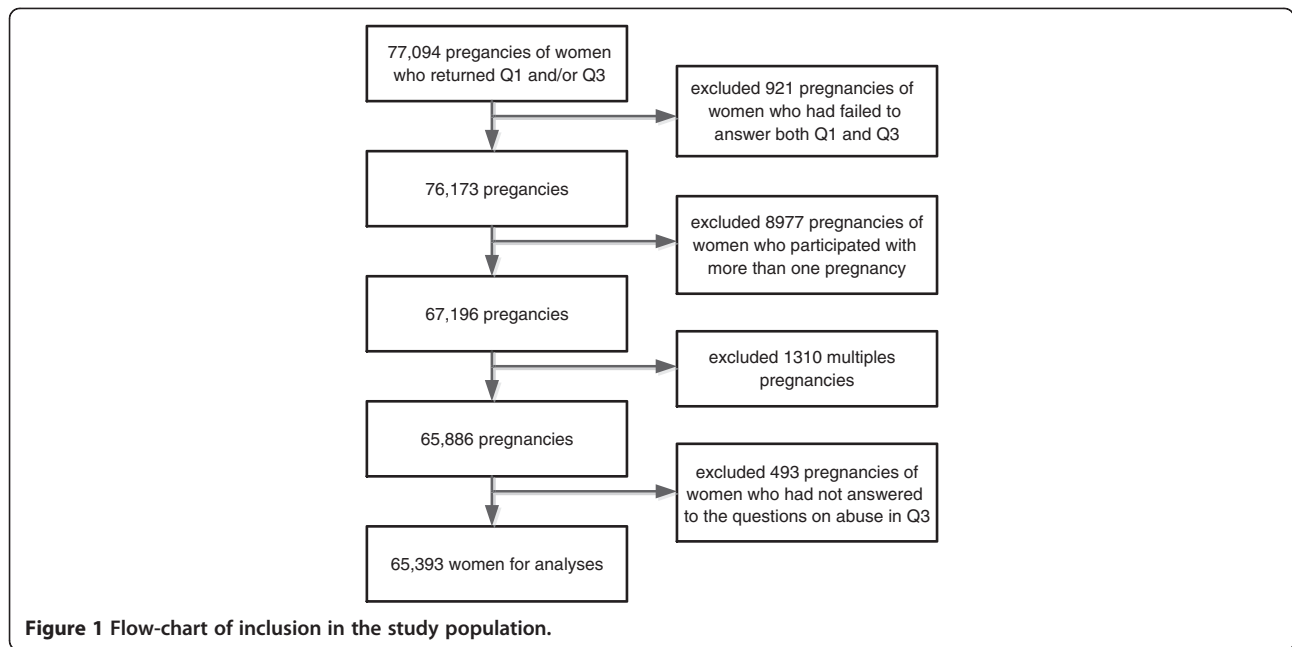 77,094 pregancies of women
who returned Q1 and/or Q3
excluded 921 pregnancies of
women who had failed to
answer both Q1 and Q3
76,173 pregancies
excluded 8977 pregnancies of
women who participated with
more than one pregnancy
67,196 pregancies
excluded 1310 multiples
pregnancies
65,886 pregnancies
excluded 493 pregnancies of
women who had not answered
to the questions on abuse in Q3
65,393 women for analyses
Figure 1 Flow-chart of inclusion in the study population.